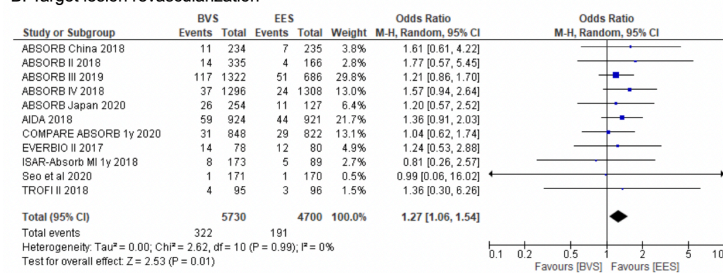 D. Target lesion revascularization
BVS EES Odds Ratio Odds Ratio
Study or Subgroup Events Total Events Total Weight M-H, Random, 95% CI M-H, Random, 95% CI
ABSORB China 2018 11 234 7 235 3.8% 1.61 [0.61, 4.22]
ABSORB II 2018 14 335 4 166 2.8% 1.77 [0.57, 5.45]
ABSORB III 2019 117 1322 51 686 29.8% 1.21 [0.86, 1.70]
ABSORB IV 2018 37 1296 24 1308 13.1% 1.57 [0.94, 2.64]
ABSORB Japan 2020 26 254 11 127 6.4% 1.20 [0.57, 2.52]
AIDA 2018 59 924 44 921 21.7% 1.36 [0.91, 2.03]
COMPARE ABSORB 1y 2020 31 848 29 822 13.1% 1.04 [0.62, 1.74]
EVERBIO II 2017 14 78 12 80 4.9% 1.24 [0.53, 2.88]
ISAR-Absorb MI 1y 2018 8 173 5 89 2.7% 0.81 [0.26, 2.57]
Seo et al 2020 1 171 1 170 0.5% 0.99 [0.06, 16.02]
TROFI II 2018 4 95 3 96 1.5% 1.36 [0.30, 6.26]
Total (95% CI) 5730 4700 100.0% 1.27 [1.06, 1.54]
Total events 322 191
Heterogeneity: Tau² = 0.00; Chi² = 2.62, df = 10 (P = 0.99); I² = 0%
Test for overall effect: Z = 2.53 (P = 0.01)
0.1 0.2 0.5 1 2 5 10
Favours [BVS] Favours [EES]